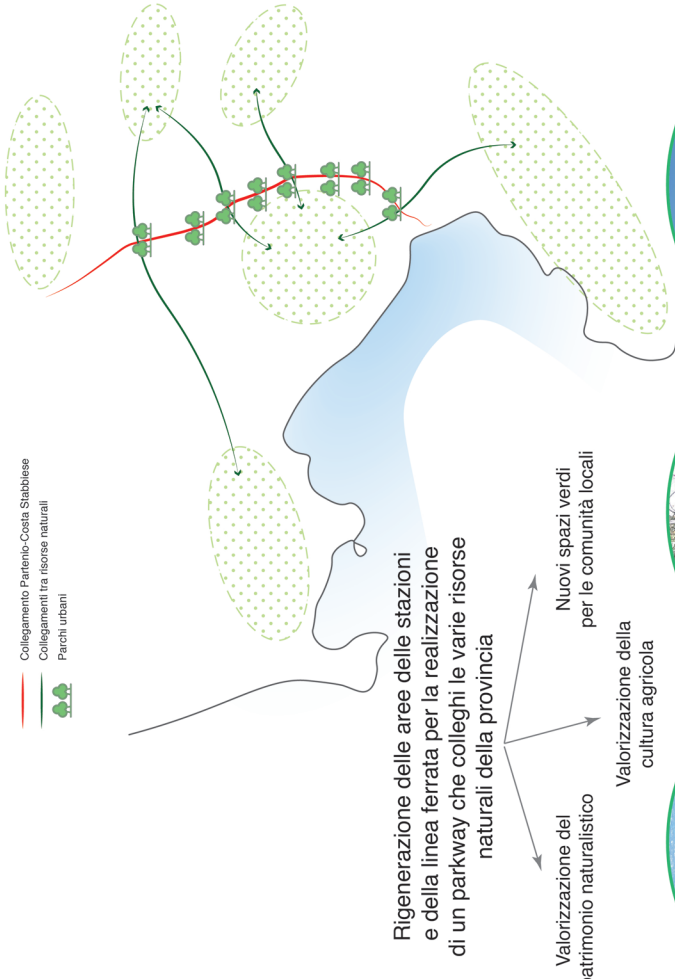 Collegamento Partenio-Costa Stabbiese
Collegamenti tra risorse naturali
Parchi urbani
Rigenerazione delle aree delle stazioni
e della linea ferrata per la realizzazione
di un parkway che colleghi le varie risorse
naturali della provincia
Valorizzazione del
patrimonio naturalistico
Valorizzazione della
cultura agricola
Nuovi spazi verdi
per le comunità locali